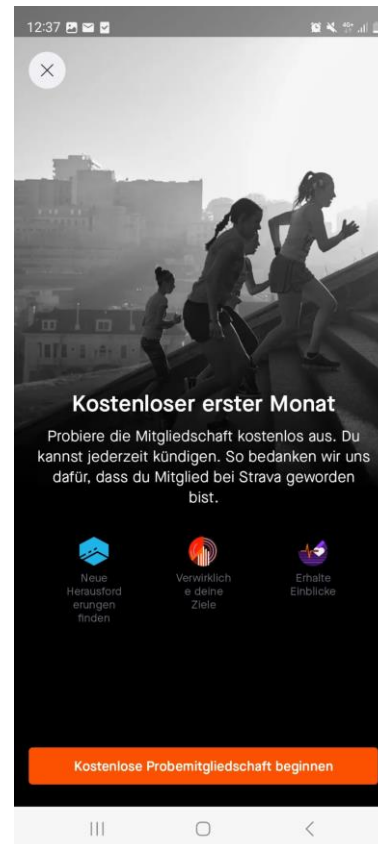 12:37
Kostenloser erster Monat
Probiere die Mitgliedschaft kostenlos aus. Du
kannst jederzeit kündigen. So bedanken wir uns
dafür, dass du Mitglied bei Strava geworden
bist.
Neue
Herausford
erungen
finden
Verwirklich
e deine
Ziele
Erhalte
Einblicke
Kostenlose Probemitgliedschaft beginnen